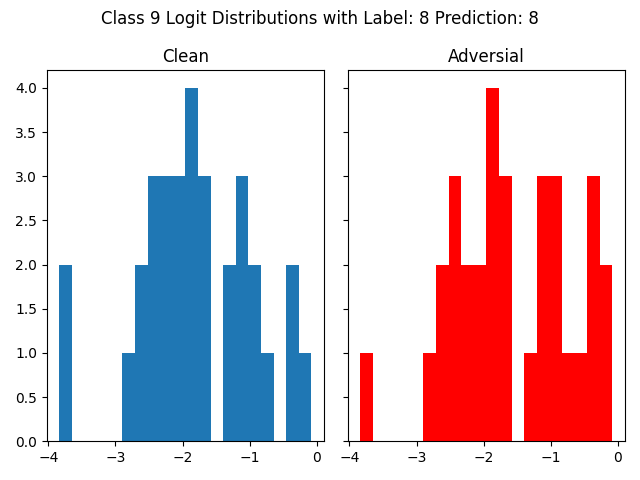 Class 9 Logit Distributions with Label: 8 Prediction: 8
Clean
Adversial
4.0
3.5
3.0
2.5
2.0
1.5
1.0
0.5
0.0
−4 −3 −2 −1 0
−4 −3 −2 −1 0